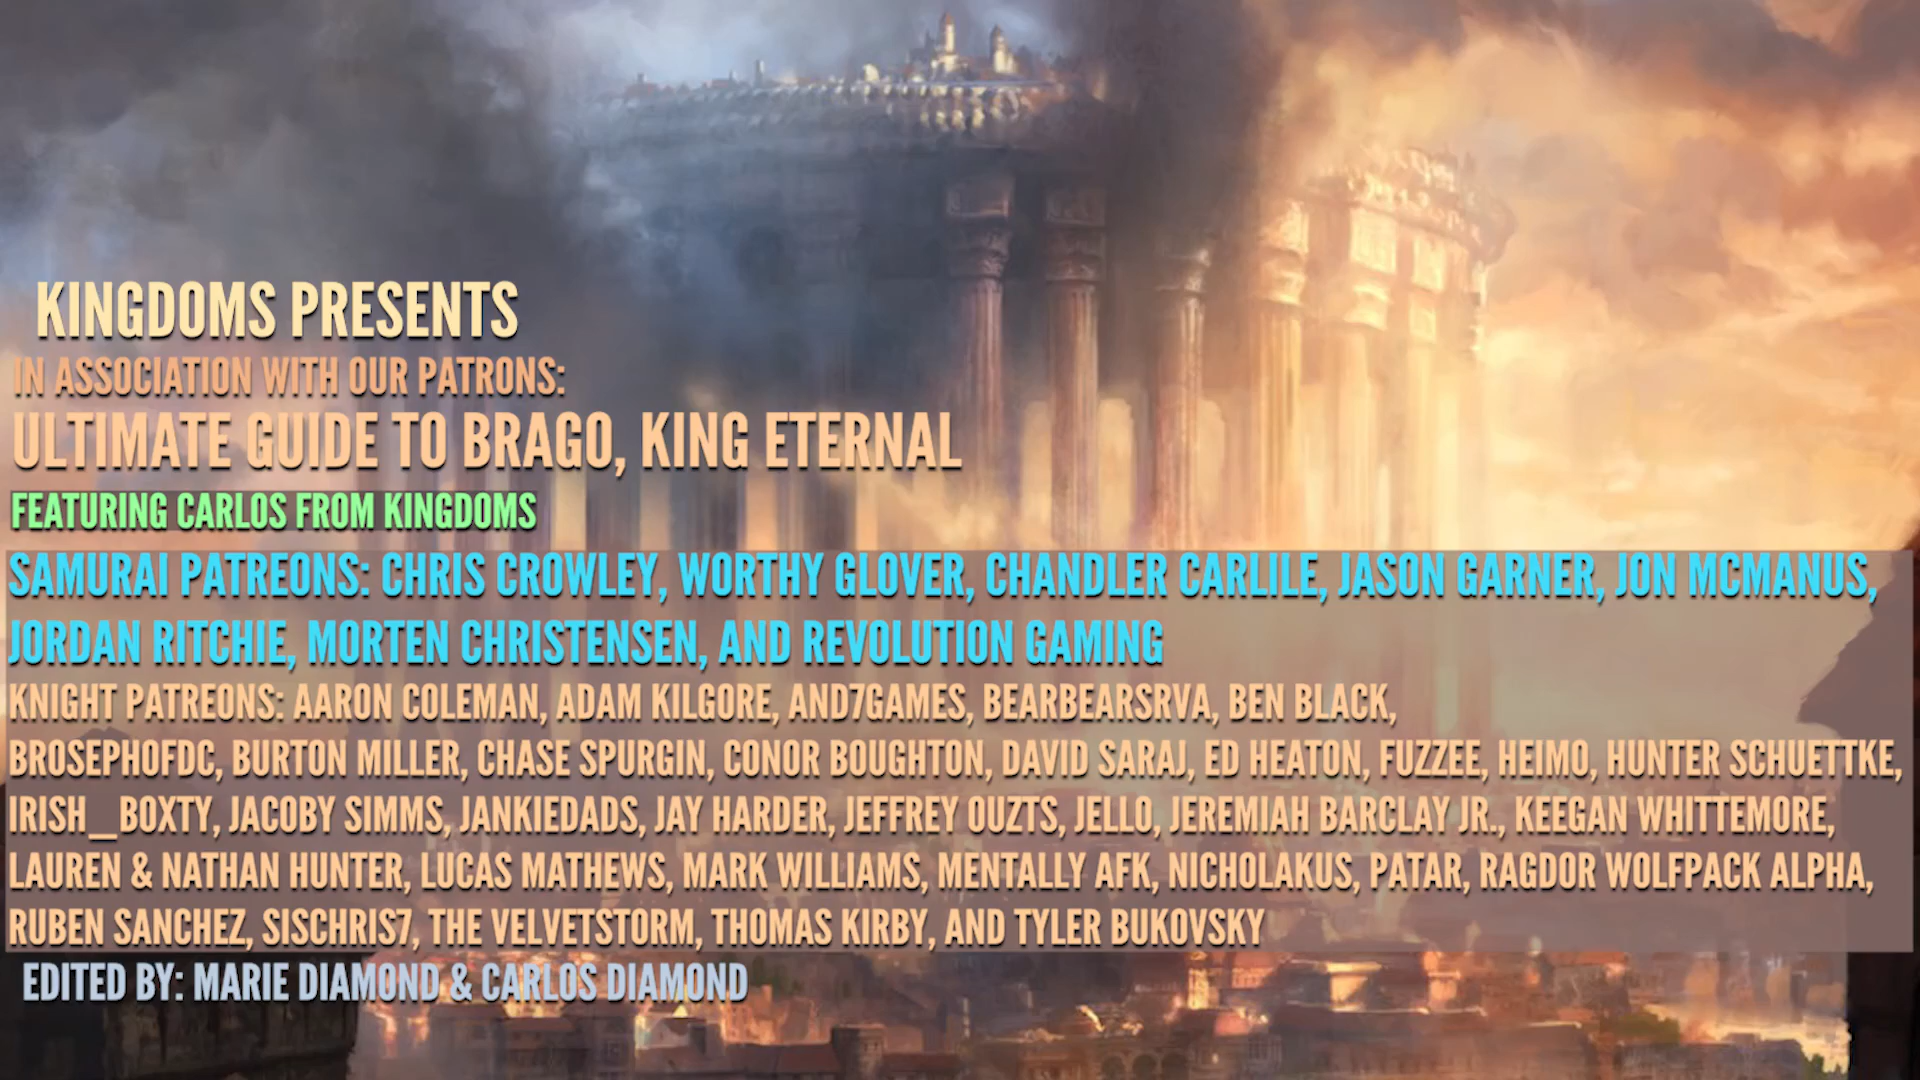 KINGDOMS PRESENTS
IN ASSOCIATION WITH OUR PATRONS:
ULTIMATE GUIDE TO BRAGO, KING ETERNAL
FEATURING CARLOS FROM KINGDOMS
SAMURAI PATREONS: CHRIS CROWLEY, WORTHY GLOVER, CHANDLER CARLILE, JASON GARNER, JON MCMANUS,
JORDAN RITCHIE, MORTEN CHRISTENSEN, AND REVOLUTION GAMING
KNIGHT PATREONS: AARON COLEMAN, ADAM KILGORE, AND7GAMES, BEARBEARSRVA, BEN BLACK,
BROSEPHOFDC, BURTON MILLER, CHASE SPURGIN, CONOR BOUGHTON, DAVID SARAJ, ED HEATON, FUZZEE, HEIMO, HUNTER SCHUETTKE,
IRISH_BOXTY, JACOBY SIMMS, JANKIEDADS, JAY HARDER, JEFFREY OUZTS, JELLO, JEREMIAH BARCLAY JR., KEEGAN WHITTEMORE,
LAUREN & NATHAN HUNTER, LUCAS MATHEWS, MARK WILLIAMS, MENTALLY AFK, NICHOLAKUS, PATAR, RAGDOR WOLFPACK ALPHA,
RUBEN SANCHEZ, SISCHRIS7, THE VELVETSTORM, THOMAS KIRBY, AND TYLER BUKOVSKY
EDITED BY: MARIE DIAMOND & CARLOS DIAMOND